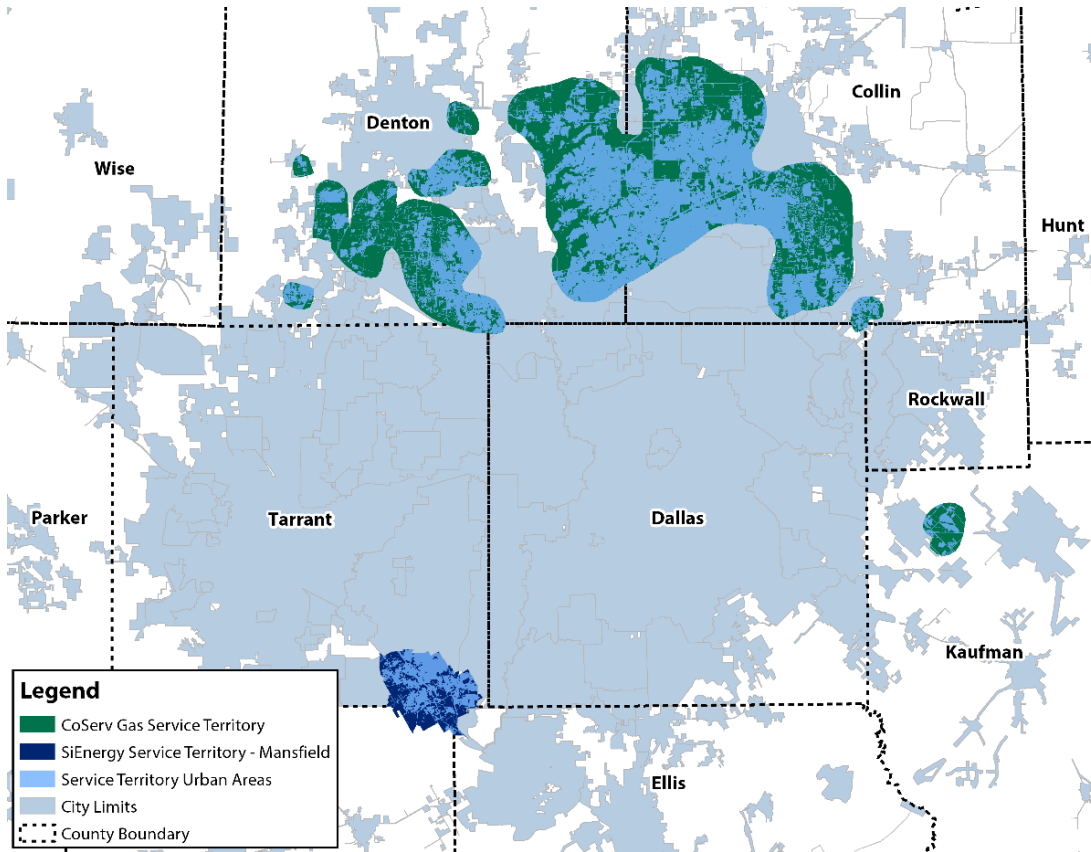 Collin
Denton
Wise
Hunt
Rockwall
Parker
Tarrant
Dallas
Kaufman
Ellis
Legend
CoServ Gas Service Territory
SiEnergy Service Territory - Mansfield
Service Territory Urban Areas
City Limits
County Boundary